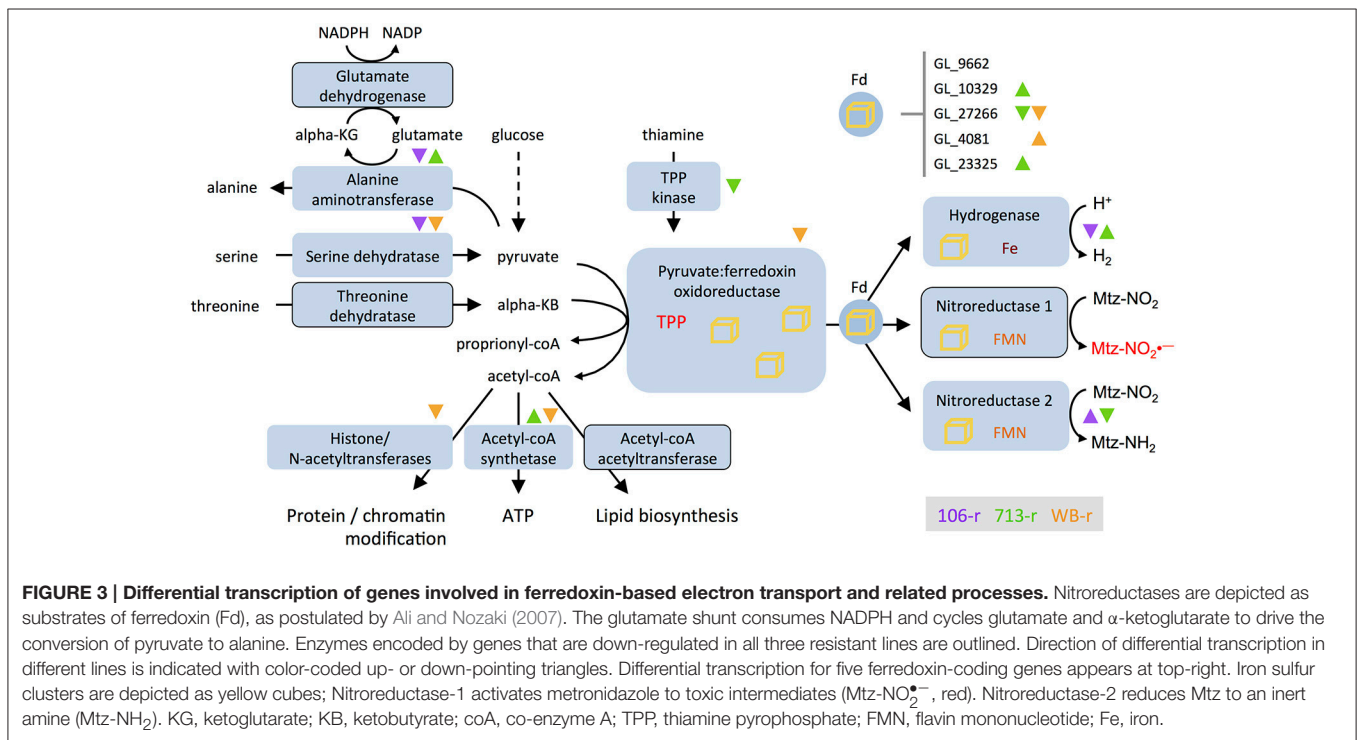 NADPH NADP
Glutamate
dehydrogenase
alpha-KG glutamate
glucose
thiamine
alanine
Alanine
aminotransferase
TPP
kinase
serine
Serine dehydratase
pyruvate
threonine
Threonine
dehydratase
alpha-KB
proprionyl-coA
acetyl-coA
Pyruvate:ferredoxin
oxidoreductase
TPP
Histone/
N-acetyltransferases
Acetyl-coA
synthetase
Acetyl-coA
acetyltransferase
Protein / chromatin
modification
ATP
Lipid biosynthesis
Fd
GL_9662
GL_10329
GL_27266
GL_4081
GL_23325
Fd
Hydrogenase
Fe
H⁺
H₂
Nitroreductase 1
FMN
Mtz-NO₂
Mtz-NO₂•—
Nitroreductase 2
FMN
Mtz-NO₂
Mtz-NH₂
106-r 713-r WB-r
FIGURE 3 | Differential transcription of genes involved in ferredoxin-based electron transport and related processes. Nitroreductases are depicted as
substrates of ferredoxin (Fd), as postulated by Ali and Nozaki (2007). The glutamate shunt consumes NADPH and cycles glutamate and α-ketglutarate to drive the
conversion of pyruvate to alanine. Enzymes encoded by genes that are down-regulated in all three resistant lines are outlined. Direction of differential transcription in
different lines is indicated with color-coded up- or down-pointing triangles. Differential transcription for five ferredoxin-coding genes appears at top-right. Iron sulfur
clusters are depicted as yellow cubes; Nitroreductase-1 activates metronidazole to toxic intermediates (Mtz-NO₂•⁻, red). Nitroreductase-2 reduces Mtz to an inert
amine (Mtz-NH₂). KG, ketoglutarate; KB, ketobutyrate; coA, co-enzyme A; TPP, thiamine pyrophosphate; FMN, flavin mononucleotide; Fe, iron.